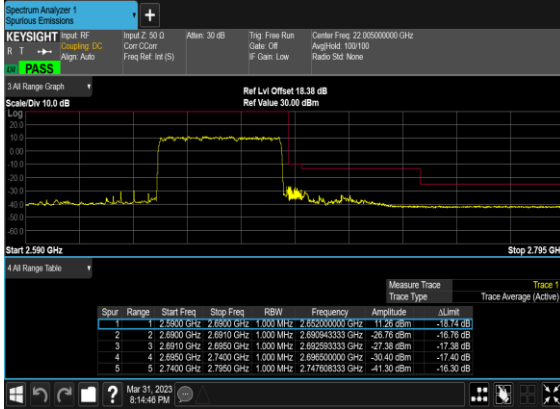 Spectrum Analyzer 1
Spurious Emissions
+
KEYSIGHT Input: RF Input Z: 50 Ω Atten: 30 dB Trig: Free Run Center Freq: 22.005000000 GHz
R T Coupling: DC Corr CCorr Gate: Off Avg|Hold: 100/100
Align: Auto Freq Ref: Int (S) IF Gain: Low Radio Std: None
PASS
3 All Range Graph
Ref Lvl Offset 18.38 dB
Scale/Div 10.0 dB Ref Value 30.00 dBm
Log
20.0
10.0
0.00
-10.0
-20.0
-30.0
-40.0
-50.0
-60.0
Start 2.590 GHz Stop 2.795 GH
4 All Range Table
Measure Trace Trace 1
Trace Type Trace Average (Active)
Spur Range Start Freq Stop Freq RBW Frequency Amplitude ΔLimit
1 1 2.5900 GHz 2.6900 GHz 1.000 MHz 2.652000000 GHz 11.26 dBm -18.74 dB
2 2 2.6900 GHz 2.6910 GHz 1.000 MHz 2.690943333 GHz -26.76 dBm -16.76 dB
3 3 2.6910 GHz 2.6950 GHz 1.000 MHz 2.692593333 GHz -27.38 dBm -17.38 dB
4 4 2.6950 GHz 2.7400 GHz 1.000 MHz 2.696500000 GHz -30.40 dBm -17.40 dB
5 5 2.7400 GHz 2.7950 GHz 1.000 MHz 2.747608333 GHz -41.30 dBm -16.30 dB
? Mar 31, 2023
8:14:46 PM